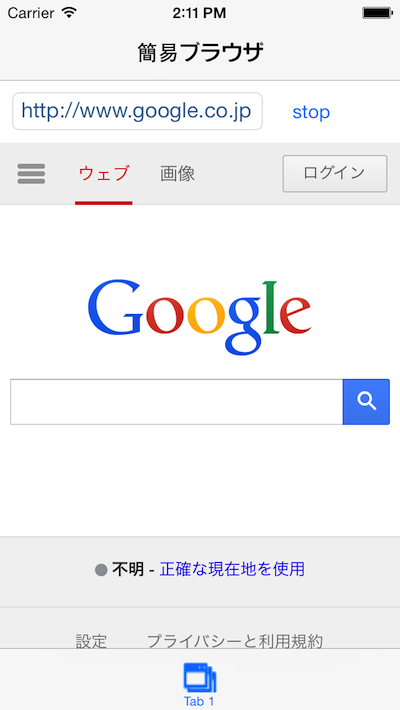 Carrier 2:11 PM
簡易ブラウザ
http://www.google.co.jp stop
ウェブ 画像 ログイン
Google
不明 - 正確な現在地を使用
設定 プライバシーと利用規約
Tab 1